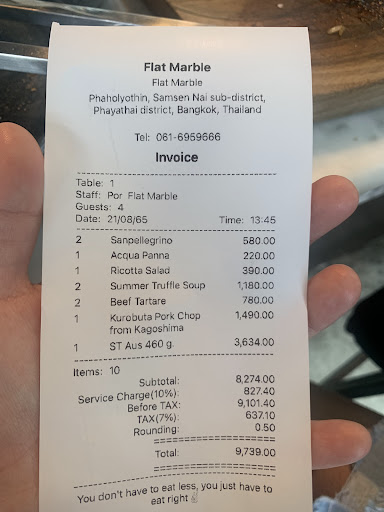 Flat Marble
Flat Marble
Phaholyothin, Samsen Nai sub-district,
Phayathai district, Bangkok, Thailand
Tel: 061-6959666
Invoice
Table: 1
Staff: Por Flat Marble
Guests: 4
Date: 21/08/65 Time: 13:45
2 Sanpellegrino 580.00
1 Acqua Panna 220.00
1 Ricotta Salad 390.00
2 Summer Truffle Soup 1,180.00
2 Beef Tartare 780.00
1 Kurobuta Pork Chop 1,490.00
from Kagoshima
1 ST Aus 460 g. 3,634.00
Items: 10
Subtotal: 8,274.00
Service Charge(10%): 827.40
Before TAX: 9,101.40
TAX(7%): 637.10
Rounding: 0.50
Total: 9,739.00
You don't have to eat less, you just have to
eat right✌